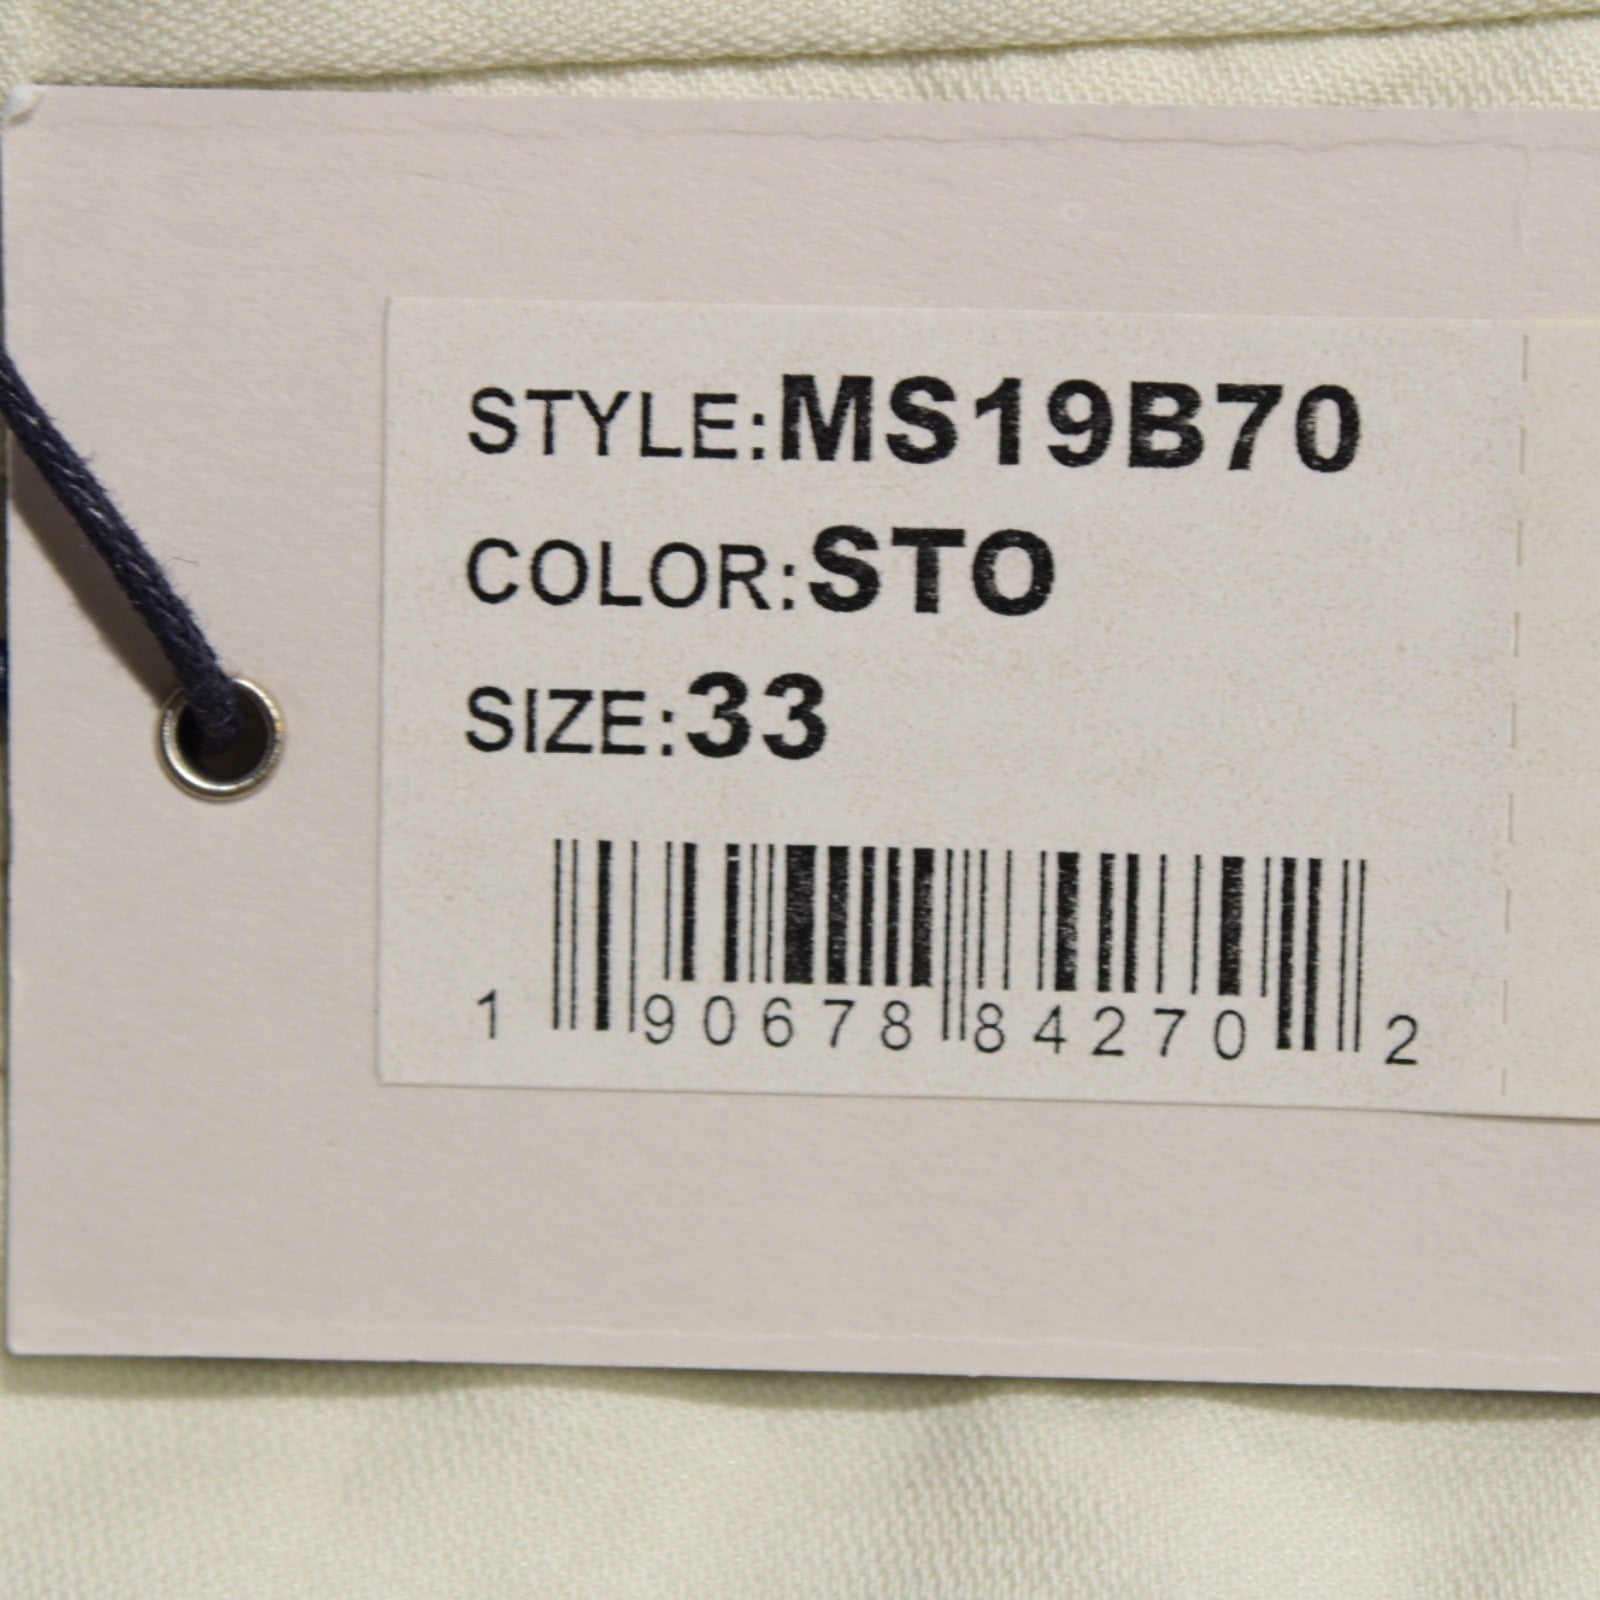 STYLE:MS19B70
COLOR:STO
SIZE:33
1 90678 84270 2